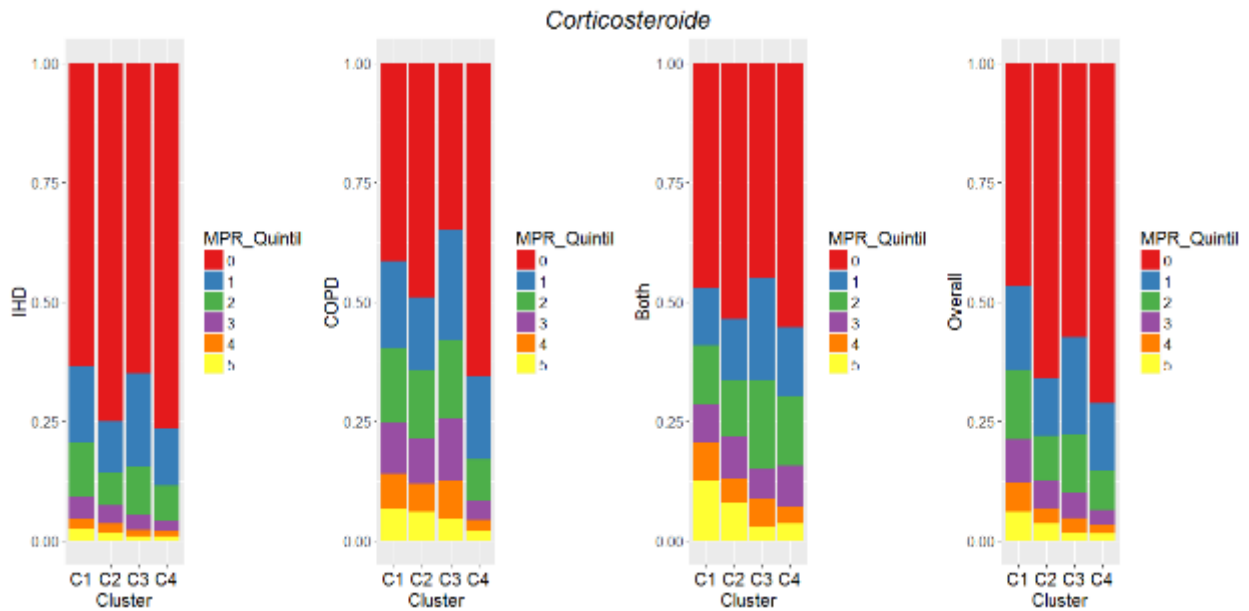 Corticosteroide
IHD
1.00
0.75
0.50
0.25
0.00
C1 C2 C3 C4
Cluster
MPR_Quintil
0
1
2
3
4
5
COPD
1.00
0.75
0.50
0.25
0.00
C1 C2 C3 C4
Cluster
MPR_Quintil
0
1
2
3
4
5
Both
1.00
0.75
0.50
0.25
0.00
C1 C2 C3 C4
Cluster
MPR_Quintil
0
1
2
3
4
5
Overall
1.00
0.75
0.50
0.25
0.00
C1 C2 C3 C4
Cluster
MPR_Quintil
0
1
2
3
4
5